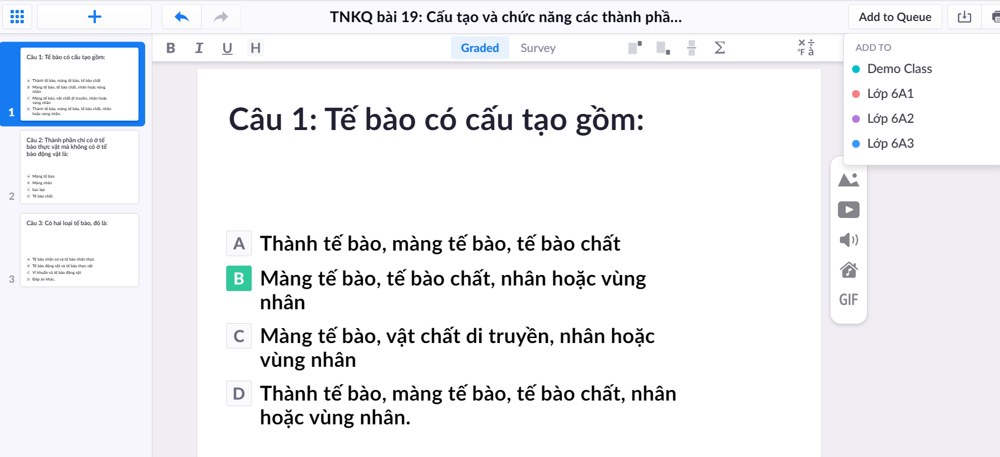 TNKQ bài 19: Cấu tạo và chức năng các thành phầ...
Add to Queue
B I U H
Graded
Survey
Σ
×÷
°F à
ADD TO
Demo Class
Lớp 6A1
Lớp 6A2
Lớp 6A3
GIF
1
Câu 1: Tế bào có cấu tạo gồm:
A Thành tế bào, màng tế bào, tế bào chất
B Màng tế bào, tế bào chất, nhân hoặc vùng
nhân
C Màng tế bào, vật chất di truyền, nhân hoặc
vùng nhân
D Thành tế bào, màng tế bào, tế bào chất, nhân
hoặc vùng nhân.
2
Câu 2: Thành phần chỉ có ở tế
bào thực vật mà không có ở tế
bào động vật là:
A Màng tế bào
B Màng nhân
C Lục lạp
D Tế bào chất
3
Câu 3: Có hai loại tế bào, đó là:
A Tế bào nhân sơ và tế bào nhân thực
B Tế bào động vật và tế bào thực vật
C Vi khuẩn và tế bào động vật
D Đáp án khác.
Câu 1: Tế bào có cấu tạo gồm:
A Thành tế bào, màng tế bào, tế bào chất
B Màng tế bào, tế bào chất, nhân hoặc vùng
nhân
C Màng tế bào, vật chất di truyền, nhân hoặc
vùng nhân
D Thành tế bào, màng tế bào, tế bào chất, nhân
hoặc vùng nhân.